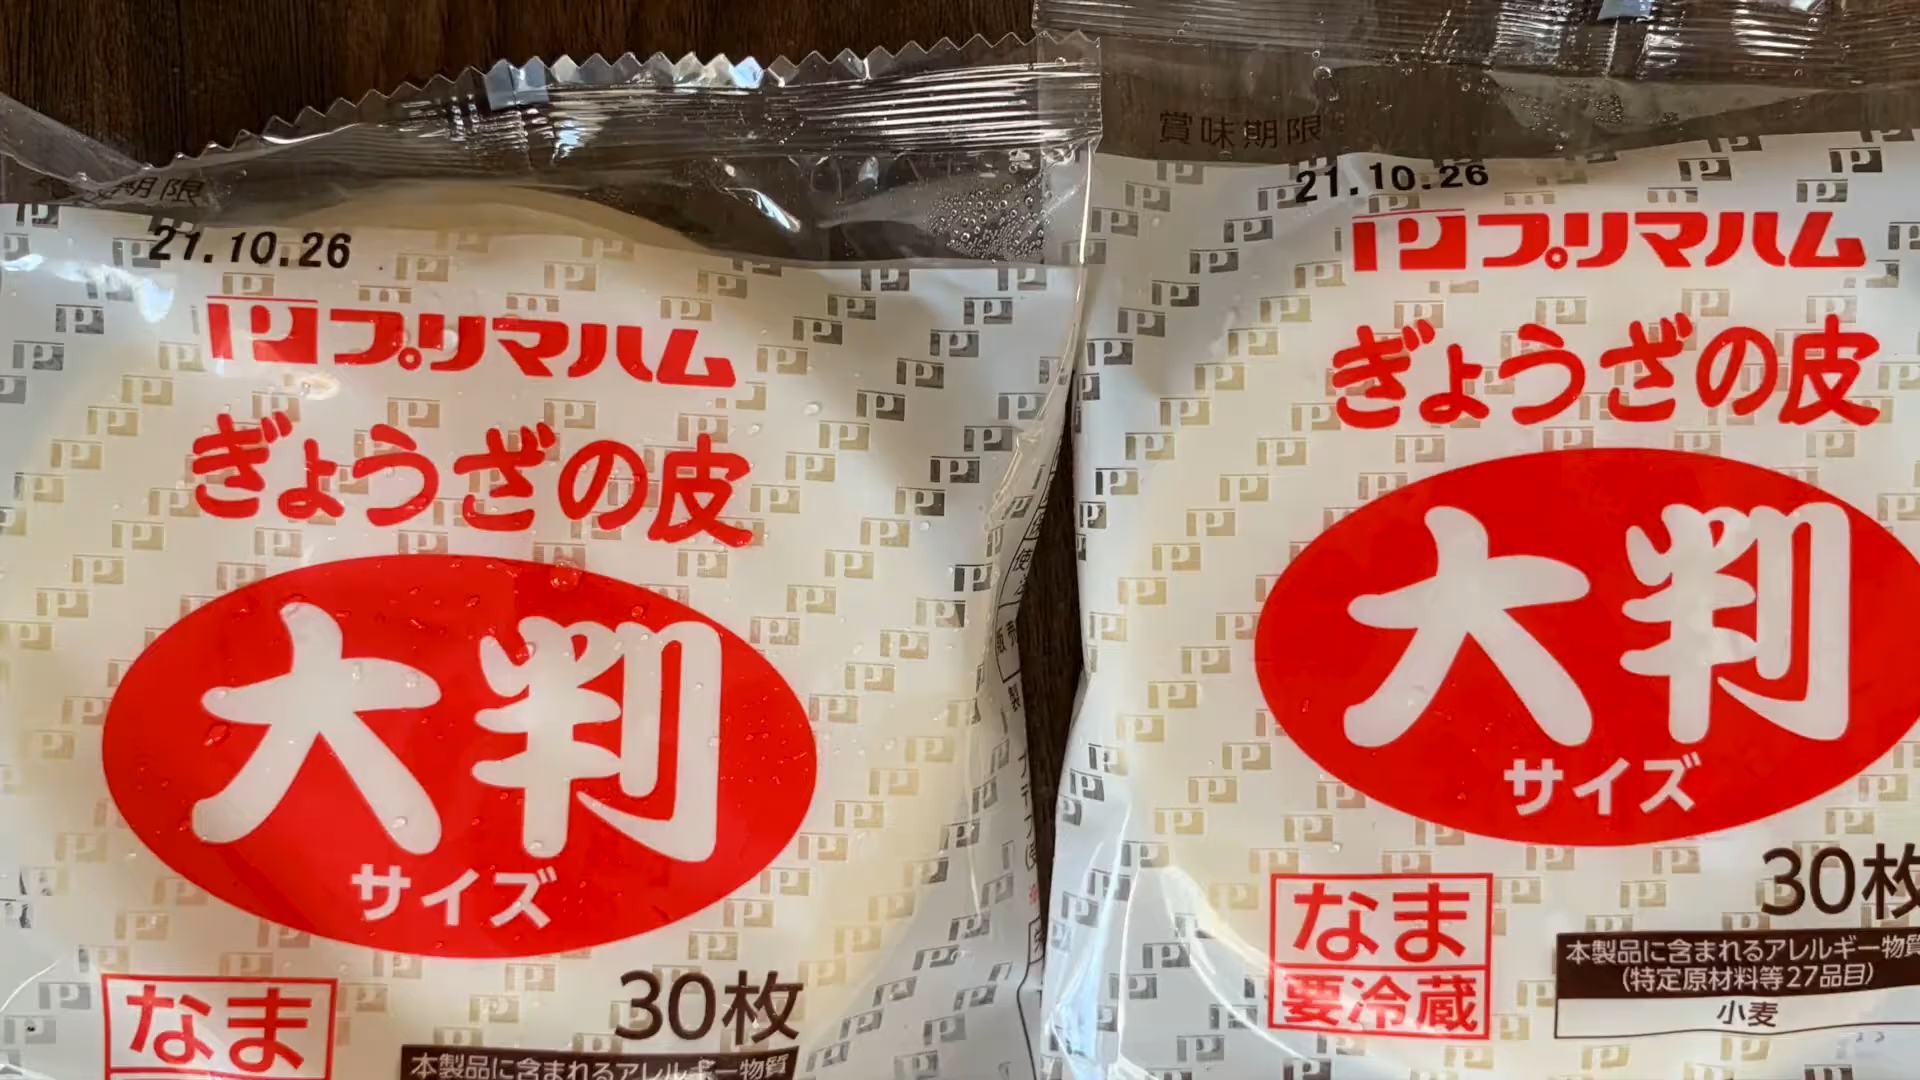 期限
21.10.26
プリマハム
ぎょうざの皮
大判
サイズ
30枚
なま
本製品に含まれるアレルギー物質
賞味期限
21.10.26
プリマハム
ぎょうざの皮
大判
サイズ
30枚
なま
要冷蔵
本製品に含まれるアレルギー物質
(特定原材料等27品目)
小麦